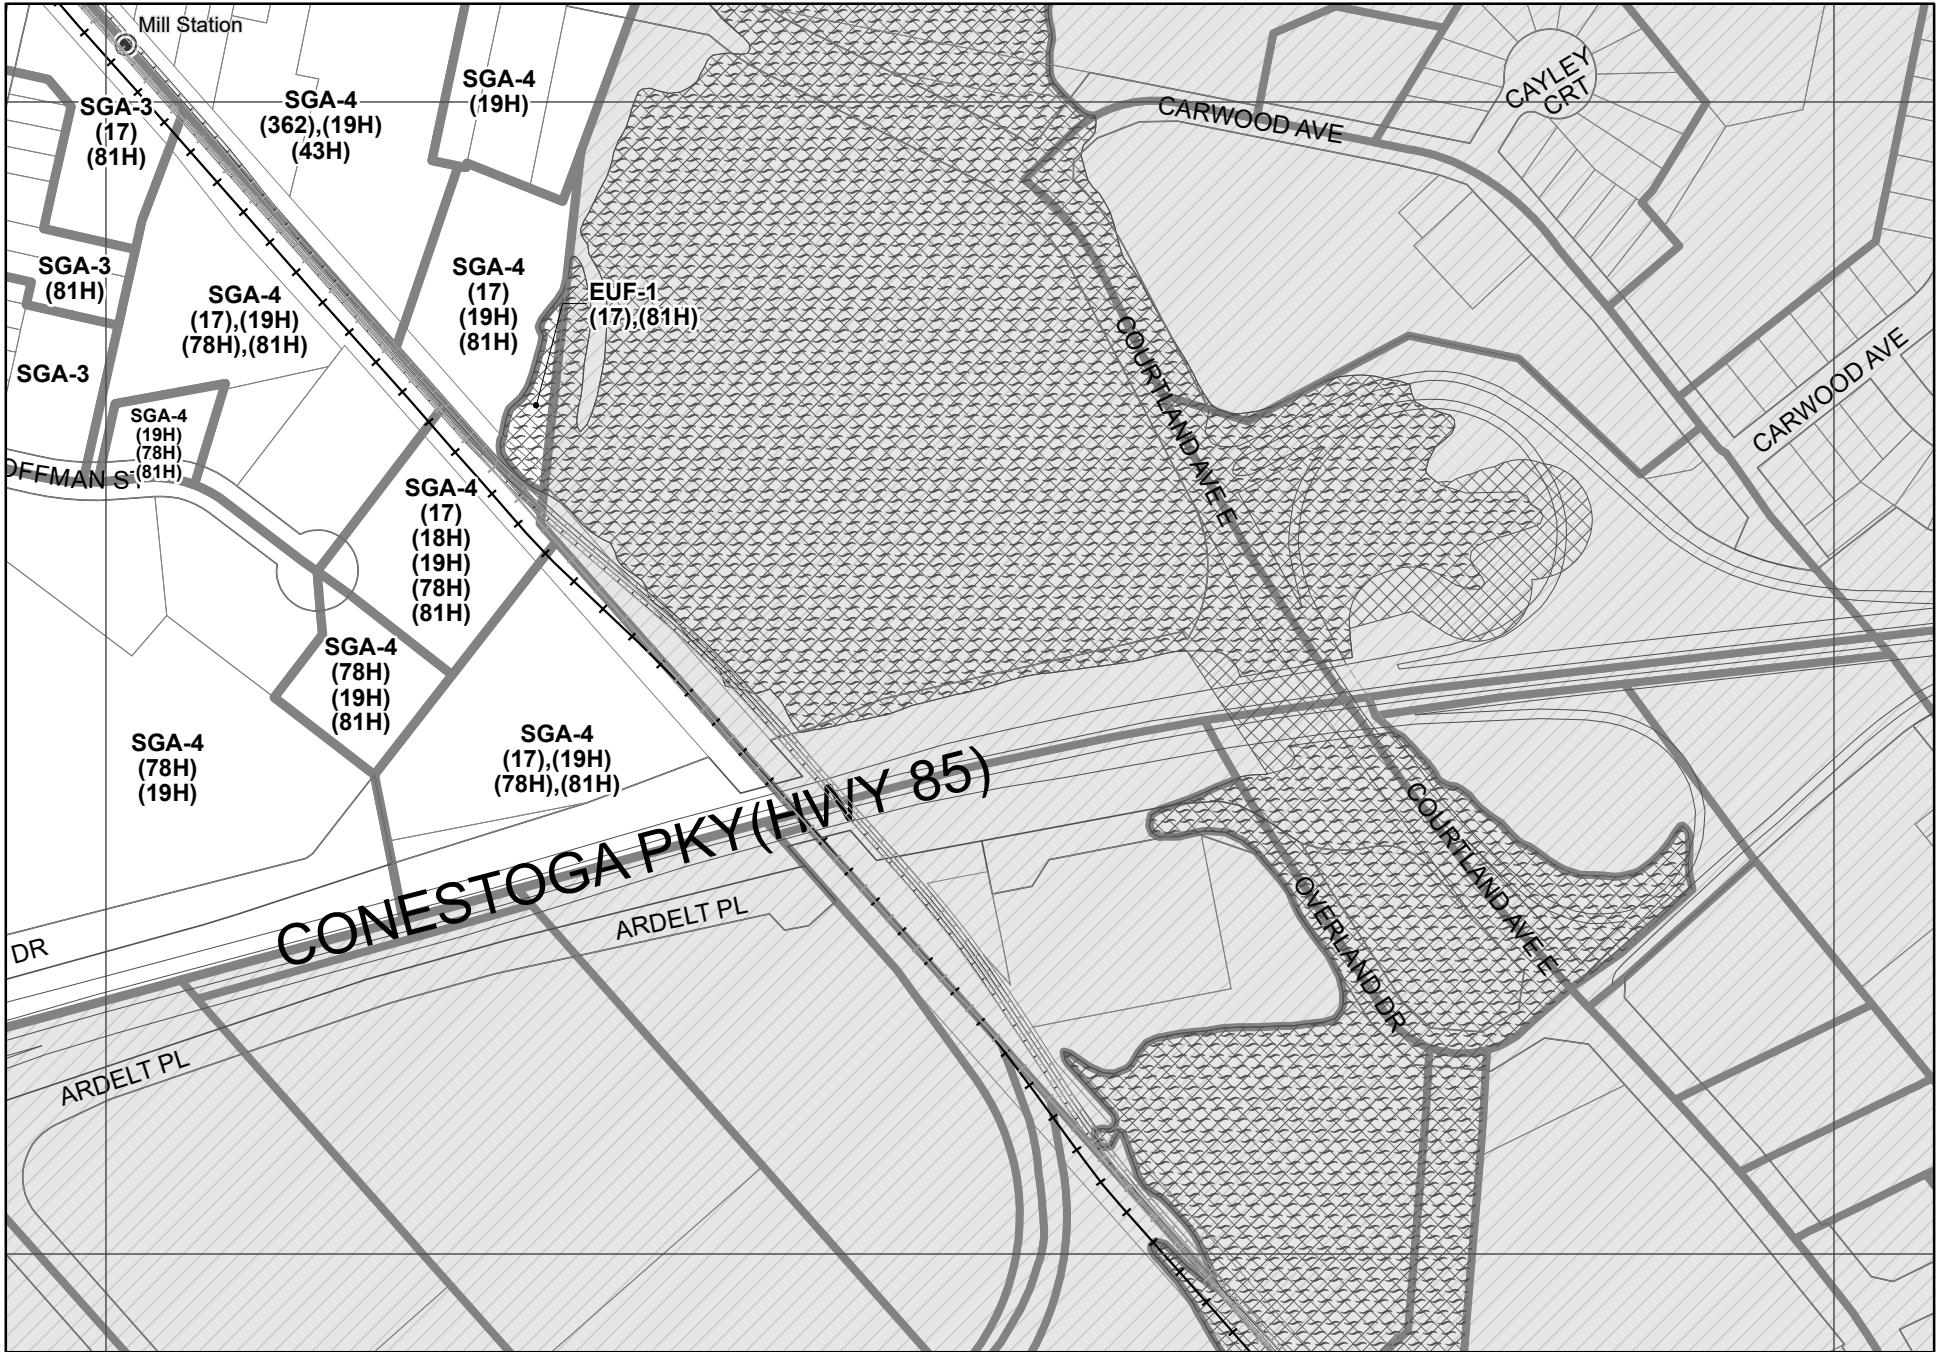 Mill Station
SGA-3
(17)
(81H)
SGA-4
(362),(19H)
(43H)
SGA-4
(19H)
CAYLEY
CRT
CARWOOD AVE
SGA-3
(81H)
SGA-4
(17),(19H)
(78H),(81H)
SGA-4
(17)
(19H)
(81H)
EUF-1
(17),(81H)
SGA-3
COURTLAND AVE E
CARWOOD AVE
SGA-4
(19H)
(78H)
(81H)
OFFMAN ST
SGA-4
(17)
(18H)
(19H)
(78H)
(81H)
SGA-4
(78H)
(19H)
(81H)
SGA-4
(78H)
(19H)
SGA-4
(17),(19H)
(78H),(81H)
CONESTOGA PKY(HWY 85)
COURTLAND AVE E
OVERLAND DR
ARDELT PL
DR
ARDELT PL